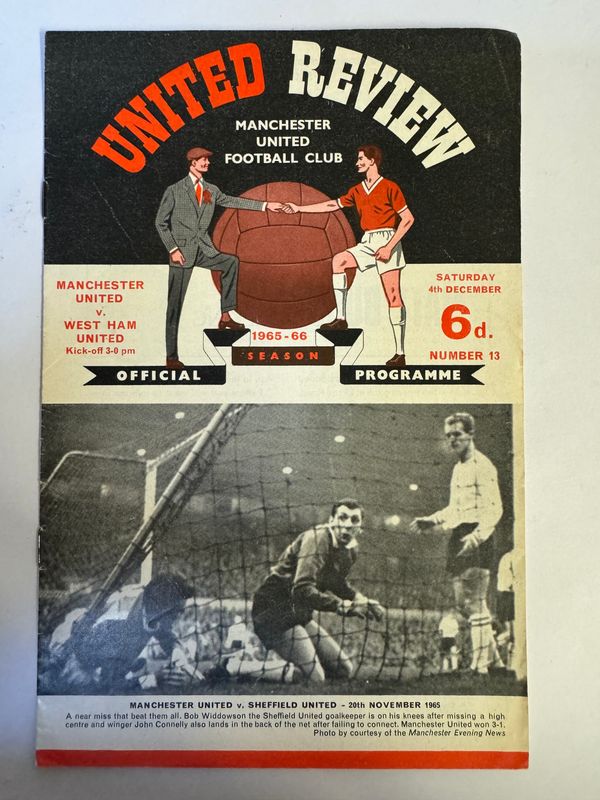 UNITED REVIEW
MANCHESTER
UNITED
FOOTBALL CLUB
MANCHESTER
UNITED
v.
WEST HAM
UNITED
Kick-off 3-0 pm
SATURDAY
4th DECEMBER
6d.
NUMBER 13
1965-66
SEASON
OFFICIAL PROGRAMME
MANCHESTER UNITED v. SHEFFIELD UNITED - 20th NOVEMBER 1965
A near miss that beat them all. Bob Widdowson the Sheffield United goalkeeper is on his knees after missing a high
centre and winger John Connelly also lands in the back of the net after failing to connect. Manchester United won 3-1.
Photo by courtesy of the Manchester Evening News